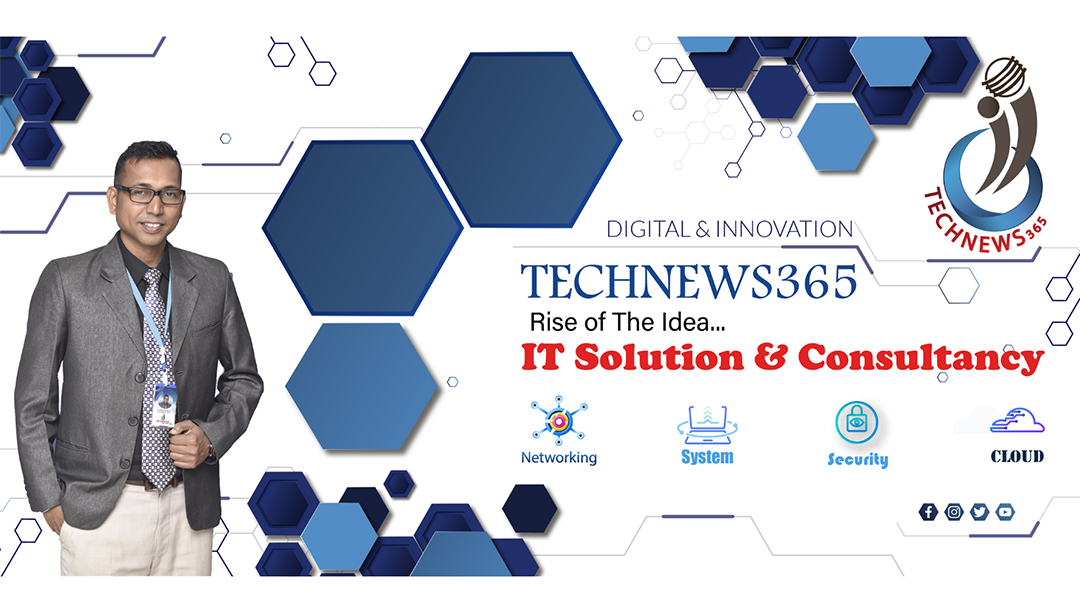 DIGITAL & INNOVATION
TECHNEWS365
Rise of The Idea...
IT Solution & Consultancy
Networking
System
Security
CLOUD
TECHNEWS365